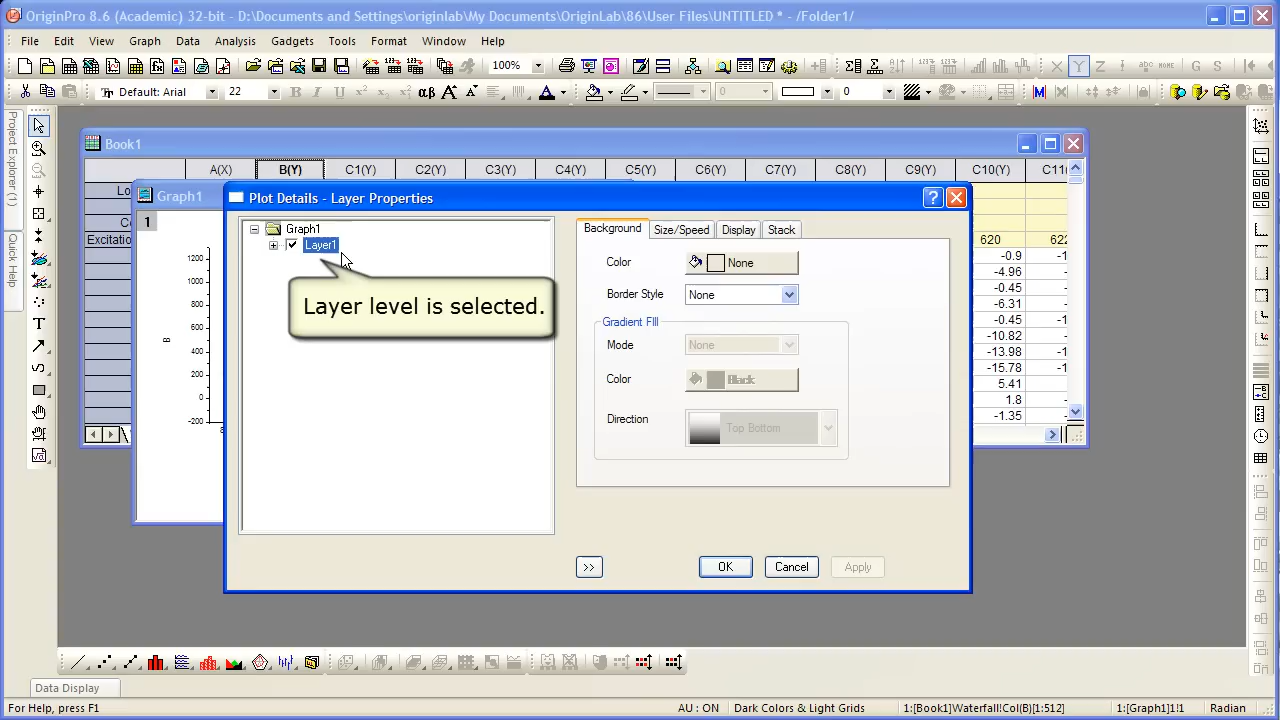 OriginPro 8.6 (Academic) 32-bit - D:\Documents and Settings\originlab\My Documents\OriginLab\86\User Files\UNTITLED * - /Folder1/
File Edit View Graph Data Analysis Gadgets Tools Format Window Help
100%
Default: Arial 22 0 0
Project Explorer (1)
Quick Help
Book1
A(X) B(Y) C1(Y) C2(Y) C3(Y) C4(Y) C5(Y) C6(Y) C7(Y) C8(Y) C9(Y) C10(Y) C11(Y)
Graph1
Excitation
620
-0.9
-4.96
-0.45
-6.31
-0.45
-10.82
-13.98
-15.78
5.41
1.8
-1.35
1
1200
1000
800
600
400
200
0
-200
B
Plot Details - Layer Properties
Graph1
Layer1
Layer level is selected.
Background Size/Speed Display Stack
Color None
Border Style None
Gradient Fill
Mode None
Color Black
Direction Top Bottom
>> OK Cancel Apply
Data Display
For Help, press F1 AU : ON Dark Colors & Light Grids 1:[Book1]Waterfall!Col(B)[1:512] 1:[Graph1]1!1 Radian